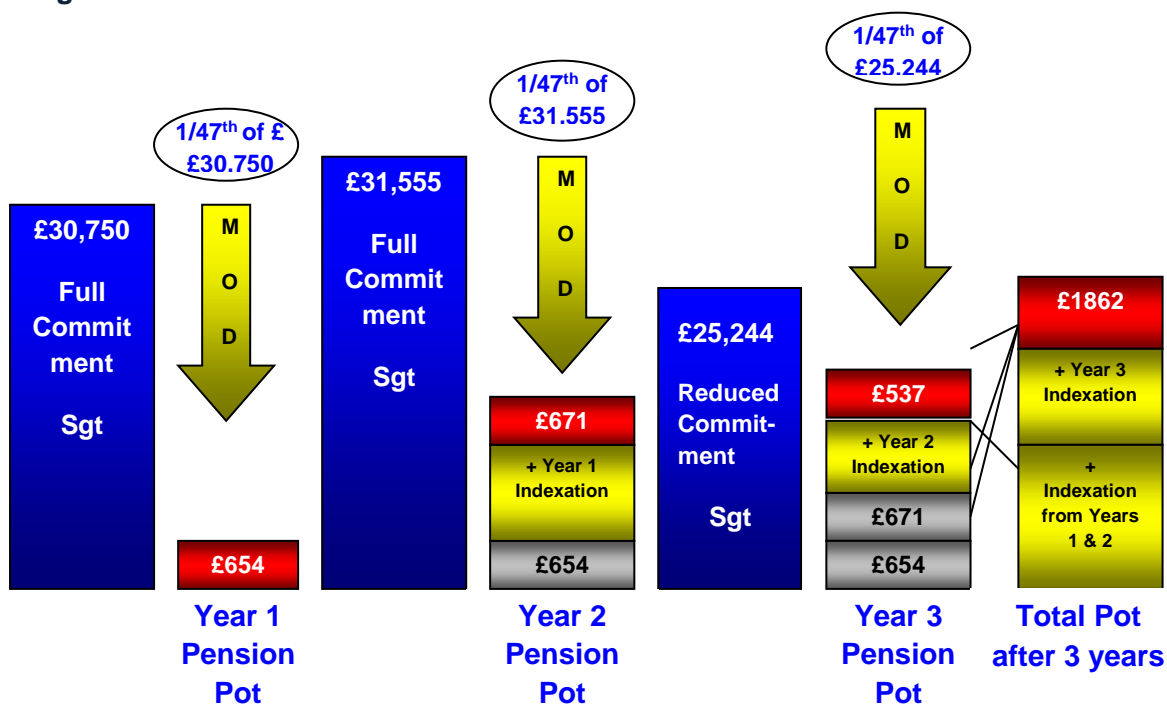 1/47th of £
£30.750
1/47th of
£31.555
1/47th of
£25.244
£30,750
Full
Commit
ment
Sgt
M
O
D
£654
Year 1
Pension
Pot
£31,555
Full
Commit
ment
Sgt
M
O
D
£671
+ Year 1
Indexation
£654
Year 2
Pension
Pot
£25,244
Reduced
Commit-
ment
Sgt
M
O
D
£537
+ Year 2
Indexation
£671
£654
Year 3
Pension
Pot
£1862
+ Year 3
Indexation
+
Indexation
from Years
1 & 2
Total Pot
after 3 years